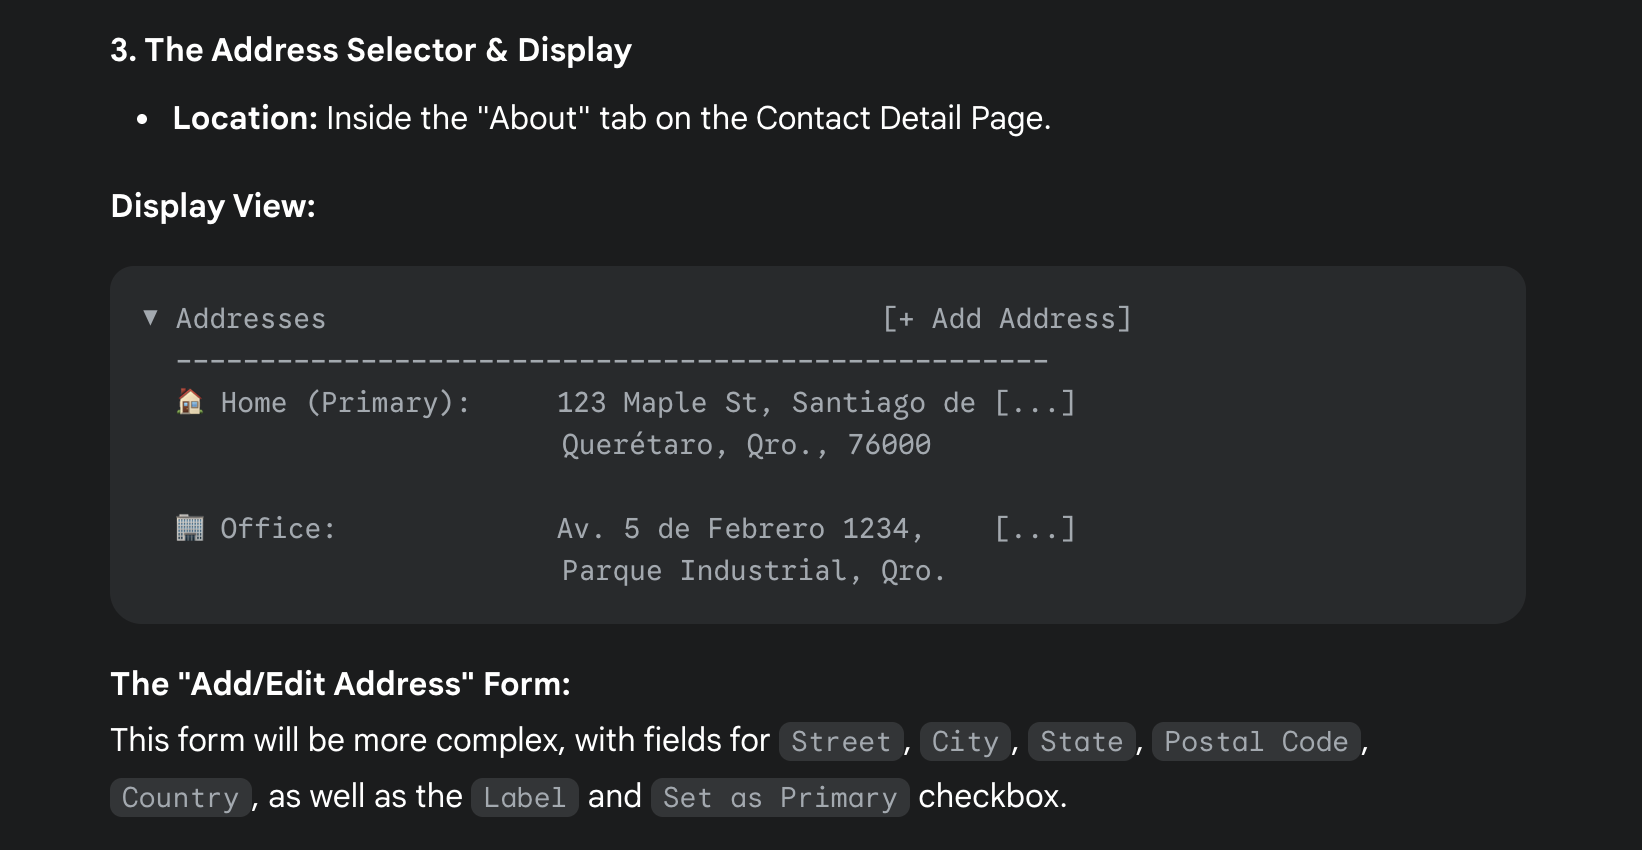 3. The Address Selector & Display
• Location: Inside the "About" tab on the Contact Detail Page.
Display View:
▼ Addresses [+ Add Address]
----------------------------------------------------
🏠 Home (Primary): 123 Maple St, Santiago de [...]
Querétaro, Qro., 76000
🏢 Office: Av. 5 de Febrero 1234, [...]
Parque Industrial, Qro.
The "Add/Edit Address" Form:
This form will be more complex, with fields for Street, City, State, Postal Code,
Country, as well as the Label and Set as Primary checkbox.